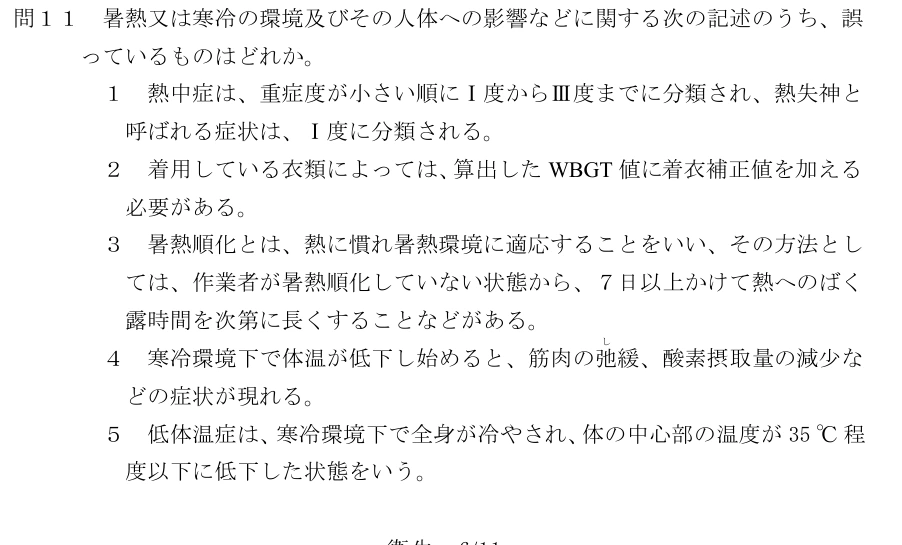 問１１　暑熱又は寒冷の環境及びその人体への影響などに関する次の記述のうち、誤
っているものはどれか。
１　熱中症は、重症度が小さい順にⅠ度からⅢ度までに分類され、熱失神と
呼ばれる症状は、Ⅰ度に分類される。
２　着用している衣類によっては、算出した WBGT 値に着衣補正値を加える
必要がある。
３　暑熱順化とは、熱に慣れ暑熱環境に適応することをいい、その方法とし
ては、作業者が暑熱順化していない状態から、７日以上かけて熱へのばく
露時間を次第に長くすることなどがある。
し
４　寒冷環境下で体温が低下し始めると、筋肉の弛緩、酸素摂取量の減少な
どの症状が現れる。
５　低体温症は、寒冷環境下で全身が冷やされ、体の中心部の温度が 35 ℃ 程
度以下に低下した状態をいう。